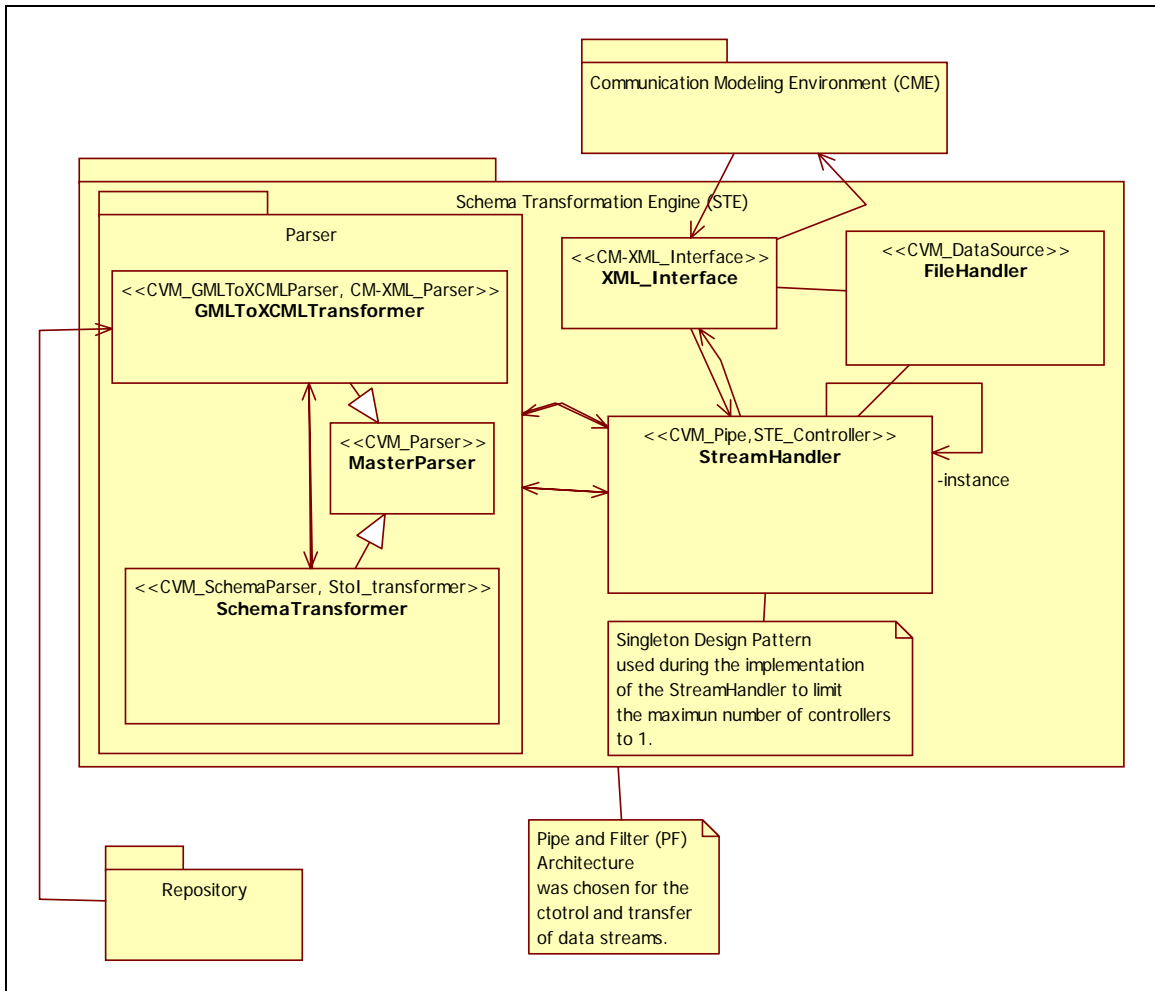 Communication Modeling Environment (CME)
Schema Transformation Engine (STE)
Parser
<<CVM_GMLToXCMLParser, CM-XML_Parser>>
GMLToXCMLTransformer
<<CM-XML_Interface>>
XML_Interface
<<CVM_DataSource>>
FileHandler
<<CVM_Parser>>
MasterParser
<<CVM_Pipe,STE_Controller>>
StreamHandler
-instance
<<CVM_SchemaParser, StoI_transformer>>
SchemaTransformer
Singleton Design Pattern
used during the implementation
of the StreamHandler to limit
the maximun number of controllers
to 1.
Pipe and Filter (PF)
Architecture
was chosen for the
ctotrol and transfer
of data streams.
Repository